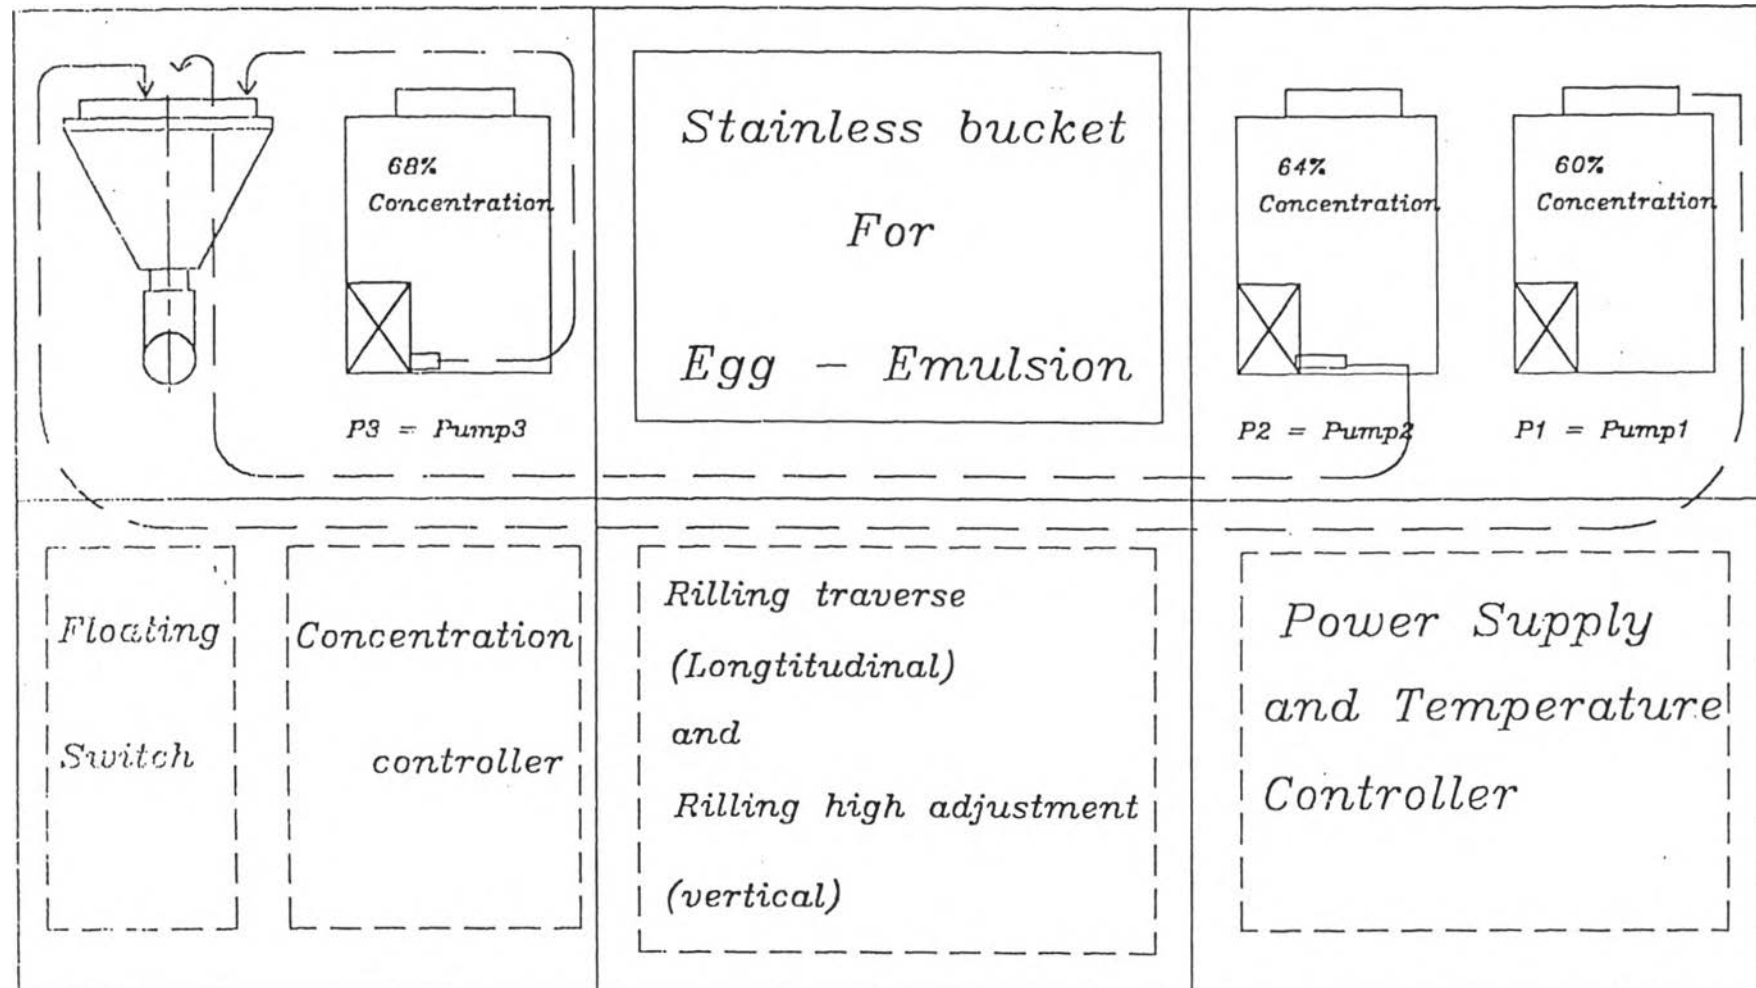 68%
Concentration
P3 = Pump3
Stainless bucket
For
Egg - Emulsion
64%
Concentration
P2 = Pump2
60%
Concentration
P1 = Pump1
Floating
Switch
Concentration
controller
Rilling traverse
(Longtitudinal)
and
Rilling high adjustment
(vertical)
Power Supply
and Temperature
Controller